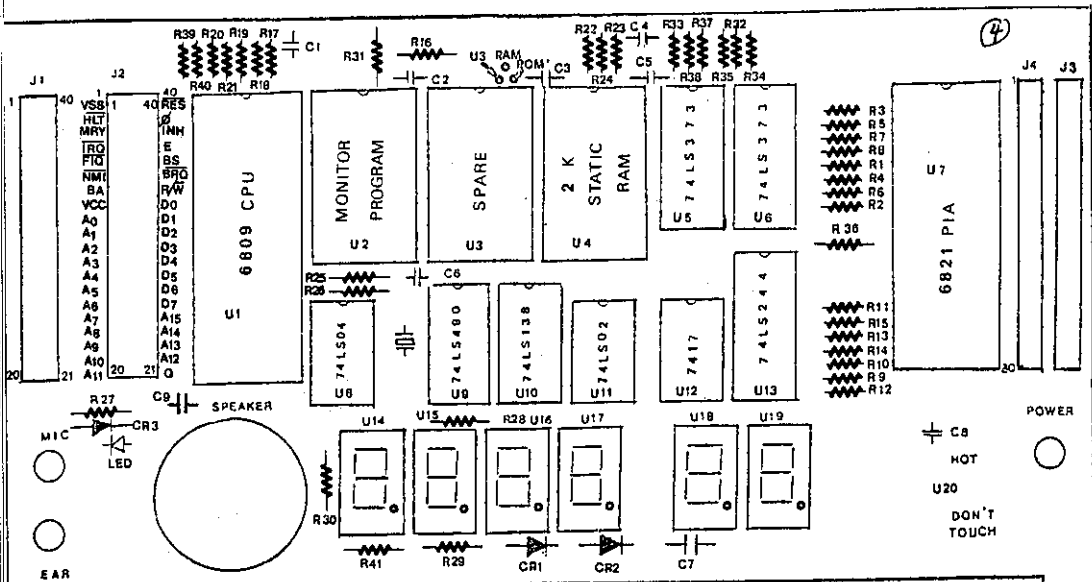 4
R39 R20 R19 R17
R40 R21 R18
C1
R31
R16
C2
U3 RAM
ROM
C3
R22 R23
R24
C4
C5
R33 R37
R38
R32
R35 R34
J1
1 40
20 21
J2
1 40
1 40
20 21
VSS
HLT
MRY
IRQ
FIQ
NMI
BA
VCC
A0
A1
A2
A3
A4
A5
A6
A7
A8
A9
A10
A11
RES
Ø
INH
E
BS
BRQ
R/W
D0
D1
D2
D3
D4
D5
D6
D7
A15
A14
A13
A12
Q
6809 CPU
U1
MONITOR
PROGRAM
U2
SPARE
U3
2 K
STATIC
RAM
U4
74LS373
U5
74LS373
U6
R3
R5
R7
R8
R1
R4
R6
R2
R36
R11
R15
R13
R14
R10
R9
R12
U7
6821 PIA
J4
1
J3
R25
R26
C6
74LS04
U8
74LS490
U9
74LS138
U10
74LS02
U11
7417
U12
74LS244
U13
R27
C9
CR3
LED
MIC
EAR
SPEAKER
U14
U15
R28
U16
U17
U18
U19
R30
R41
R29
CR1
CR2
C7
C8
HOT
U20
DON'T
TOUCH
POWER